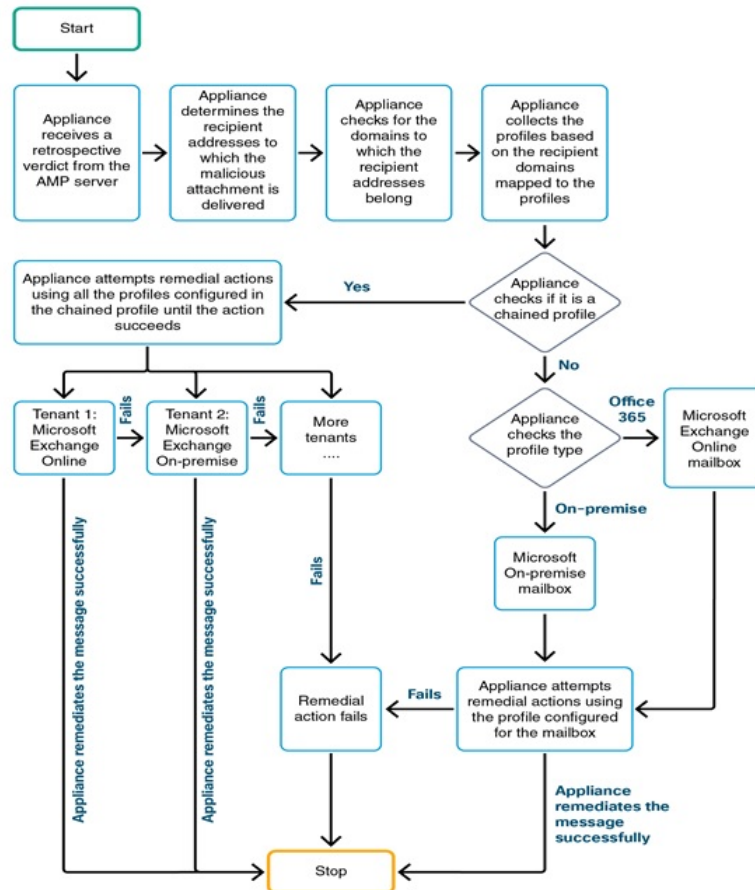 Start
Appliance
receives a
retrospective
verdict from the
AMP server
Appliance
determines the
recipient
addresses to
which the
malicious
attachment is
delivered
Appliance
checks for the
domains to
which the
recipient
addresses
belong
Appliance
collects the
profiles based
on the recipient
domains
mapped to the
profiles
Appliance
checks if it is a
chained profile
Yes
Appliance attempts remedial actions
using all the profiles configured in
the chained profile until the action
succeeds
No
Tenant 1:
Microsoft
Exchange
Online
Fails
Tenant 2:
Microsoft
Exchange
On-premise
Fails
More
tenants
....
Appliance
checks the
profile type
Office
365
Microsoft
Exchange
Online
mailbox
On-premise
Microsoft
On-premise
mailbox
Appliance remediates the message successfully
Appliance remediates the message successfully
Fails
Remedial
action fails
Fails
Appliance attempts
remedial actions using
the profile configured
for the mailbox
Appliance
remediates the
message
successfully
Stop